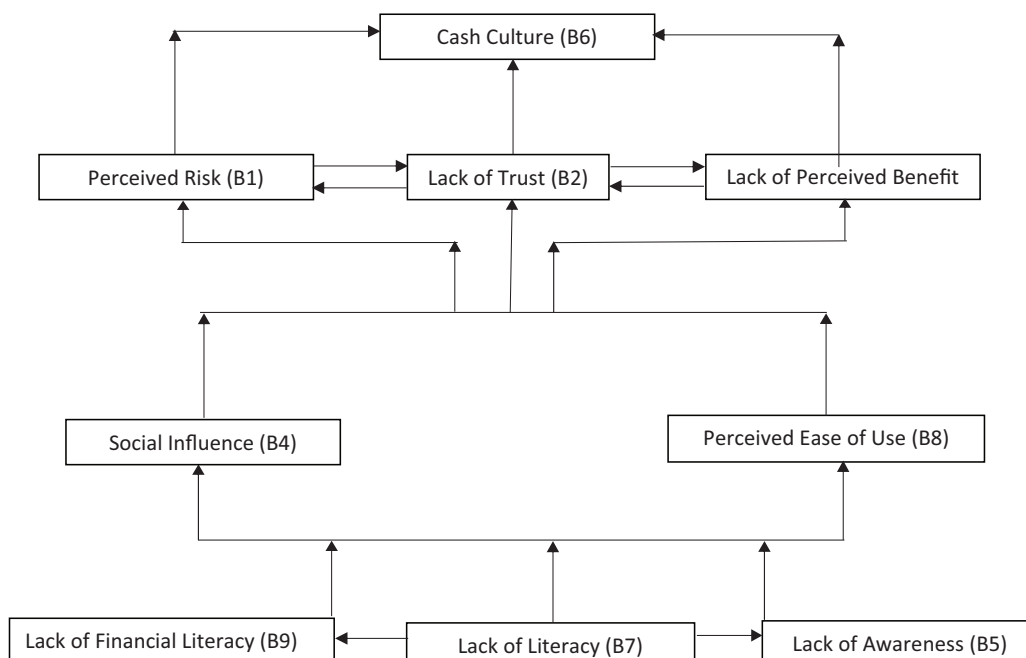 Cash Culture (B6)
Perceived Risk (B1)
Lack of Trust (B2)
Lack of Perceived Benefit
Social Influence (B4)
Perceived Ease of Use (B8)
Lack of Financial Literacy (B9)
Lack of Literacy (B7)
Lack of Awareness (B5)